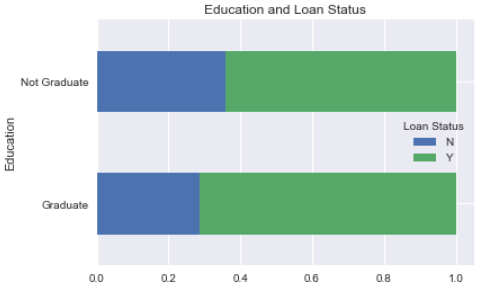 Education and Loan Status
Not Graduate
Education
Loan Status
N
Y
Graduate
0.0 0.2 0.4 0.6 0.8 1.0